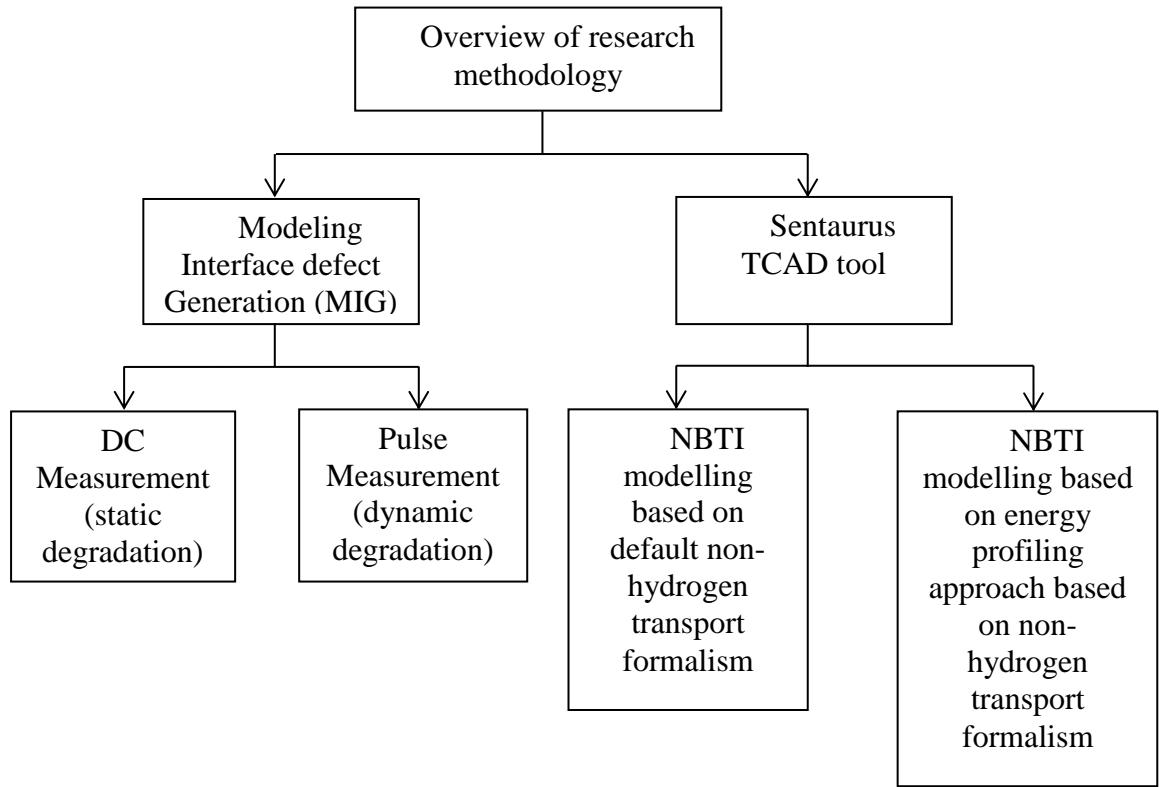 Overview of research
methodology
Modeling
Interface defect
Generation (MIG)
Sentaurus
TCAD tool
DC
Measurement
(static
degradation)
Pulse
Measurement
(dynamic
degradation)
NBTI
modelling
based on
default non-
hydrogen
transport
formalism
NBTI
modelling based
on energy
profiling
approach based
on non-
hydrogen
transport
formalism